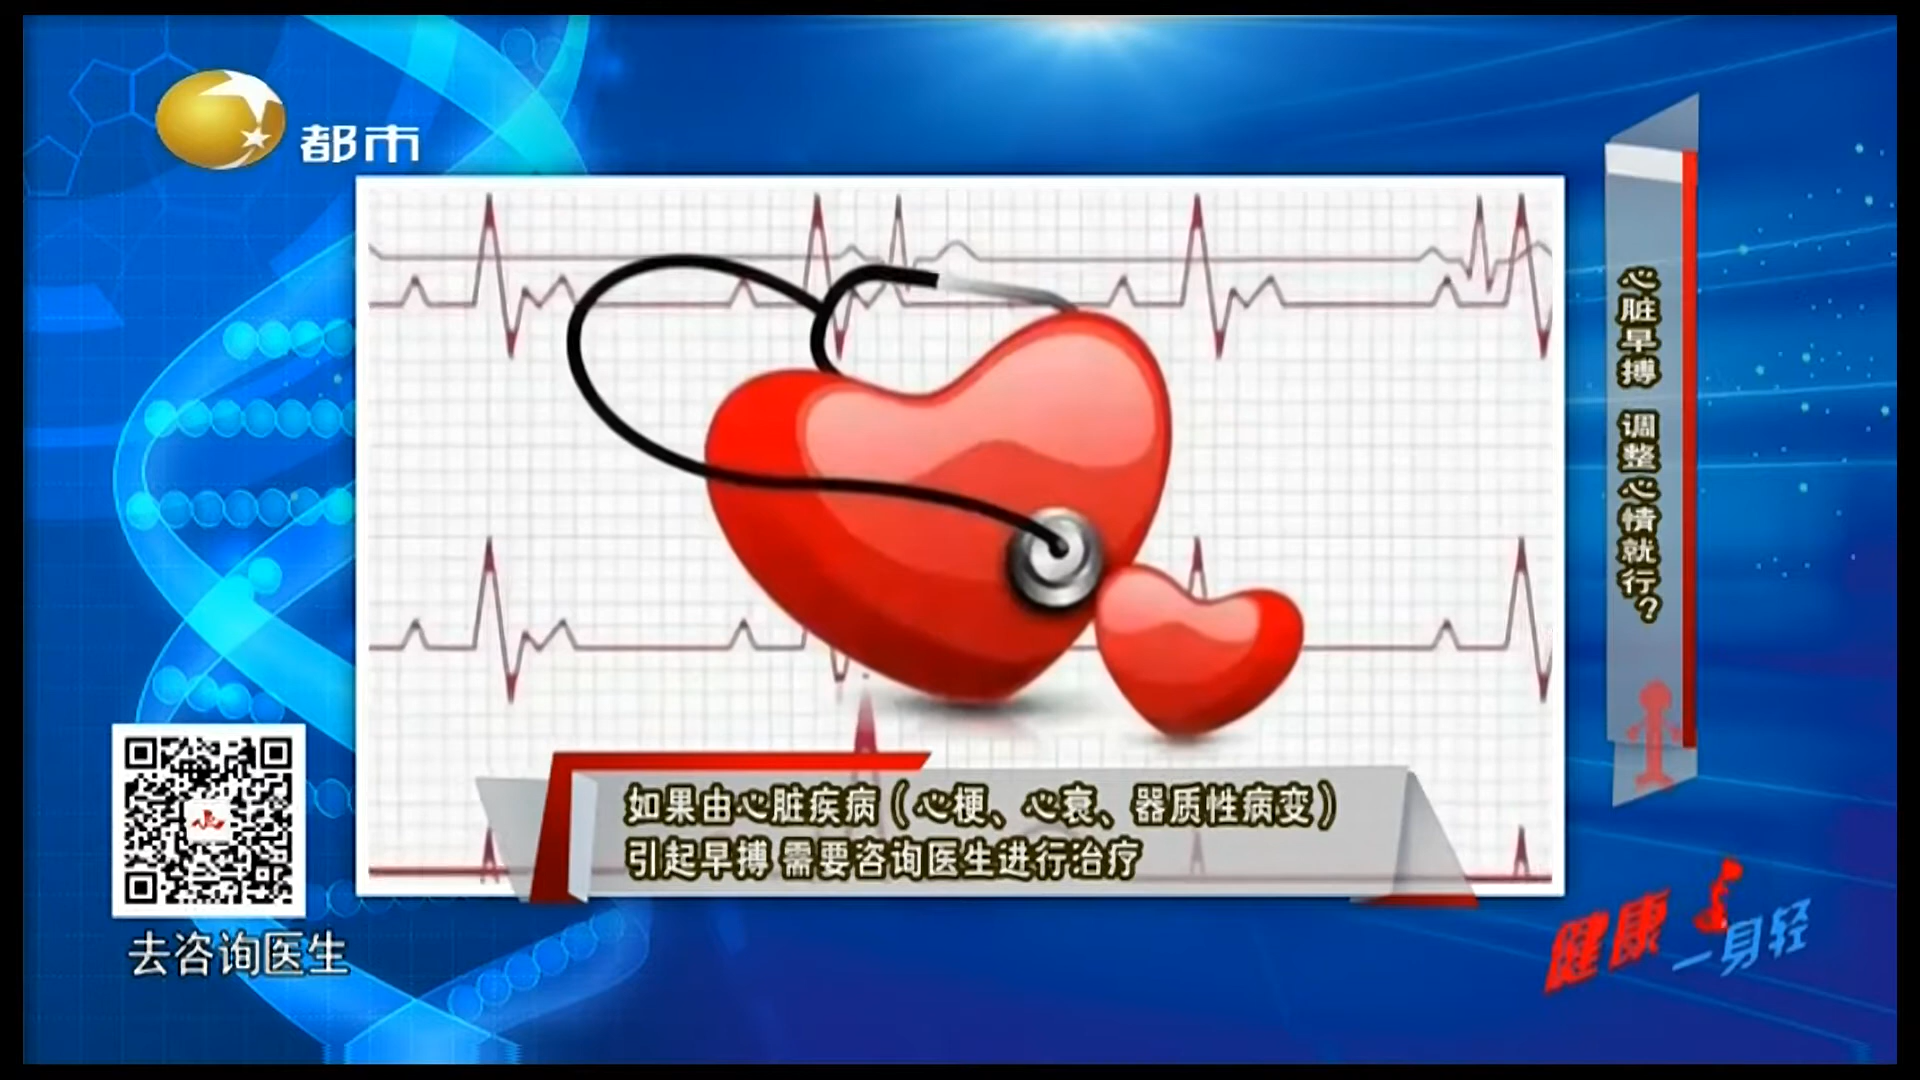 都市
心脏早搏 调整心情就行？
如果由心脏疾病（心梗、心衰、器质性病变）
引起早搏 需要咨询医生进行治疗
去咨询医生
健康一身轻